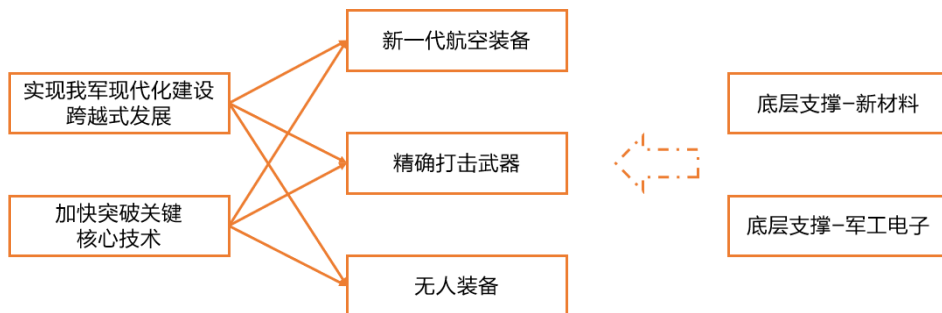 新一代航空装备
实现我军现代化建设
跨越式发展
底层支撑-新材料
精确打击武器
加快突破关键
核心技术
底层支撑-军工电子
无人装备